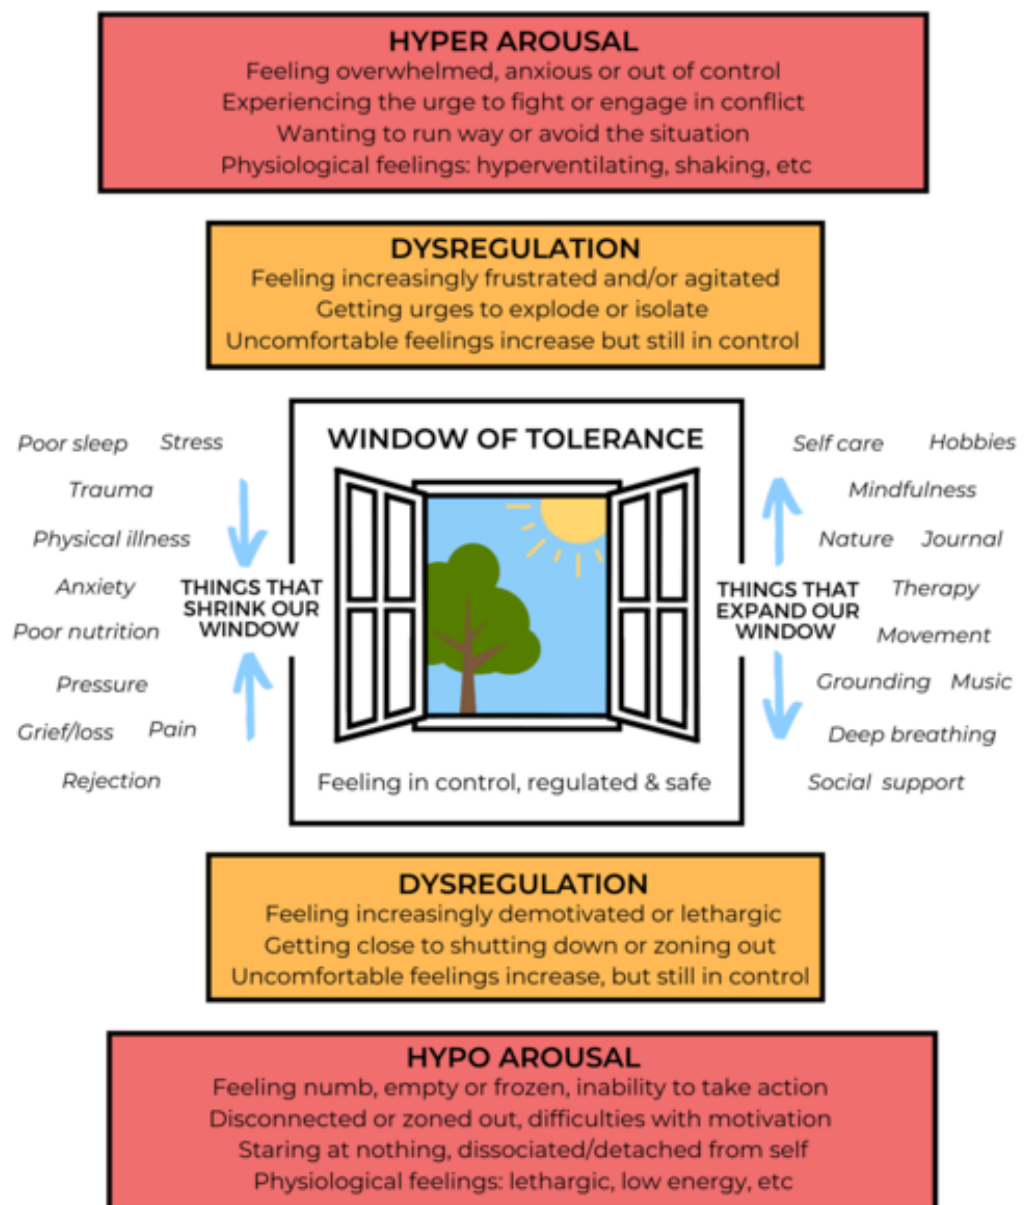 HYPER AROUSAL
Feeling overwhelmed, anxious or out of control
Experiencing the urge to fight or engage in conflict
Wanting to run way or avoid the situation
Physiological feelings: hyperventilating, shaking, etc
DYSREGULATION
Feeling increasingly frustrated and/or agitated
Getting urges to explode or isolate
Uncomfortable feelings increase but still in control
Poor sleep Stress
Trauma
Physical illness
Anxiety
Poor nutrition
Pressure
Grief/loss Pain
Rejection
THINGS THAT
SHRINK OUR
WINDOW
WINDOW OF TOLERANCE
Feeling in control, regulated & safe
THINGS THAT
EXPAND OUR
WINDOW
Self care Hobbies
Mindfulness
Nature Journal
Therapy
Movement
Grounding Music
Deep breathing
Social support
DYSREGULATION
Feeling increasingly demotivated or lethargic
Getting close to shutting down or zoning out
Uncomfortable feelings increase, but still in control
HYPO AROUSAL
Feeling numb, empty or frozen, inability to take action
Disconnected or zoned out, difficulties with motivation
Staring at nothing, dissociated/detached from self
Physiological feelings: lethargic, low energy, etc